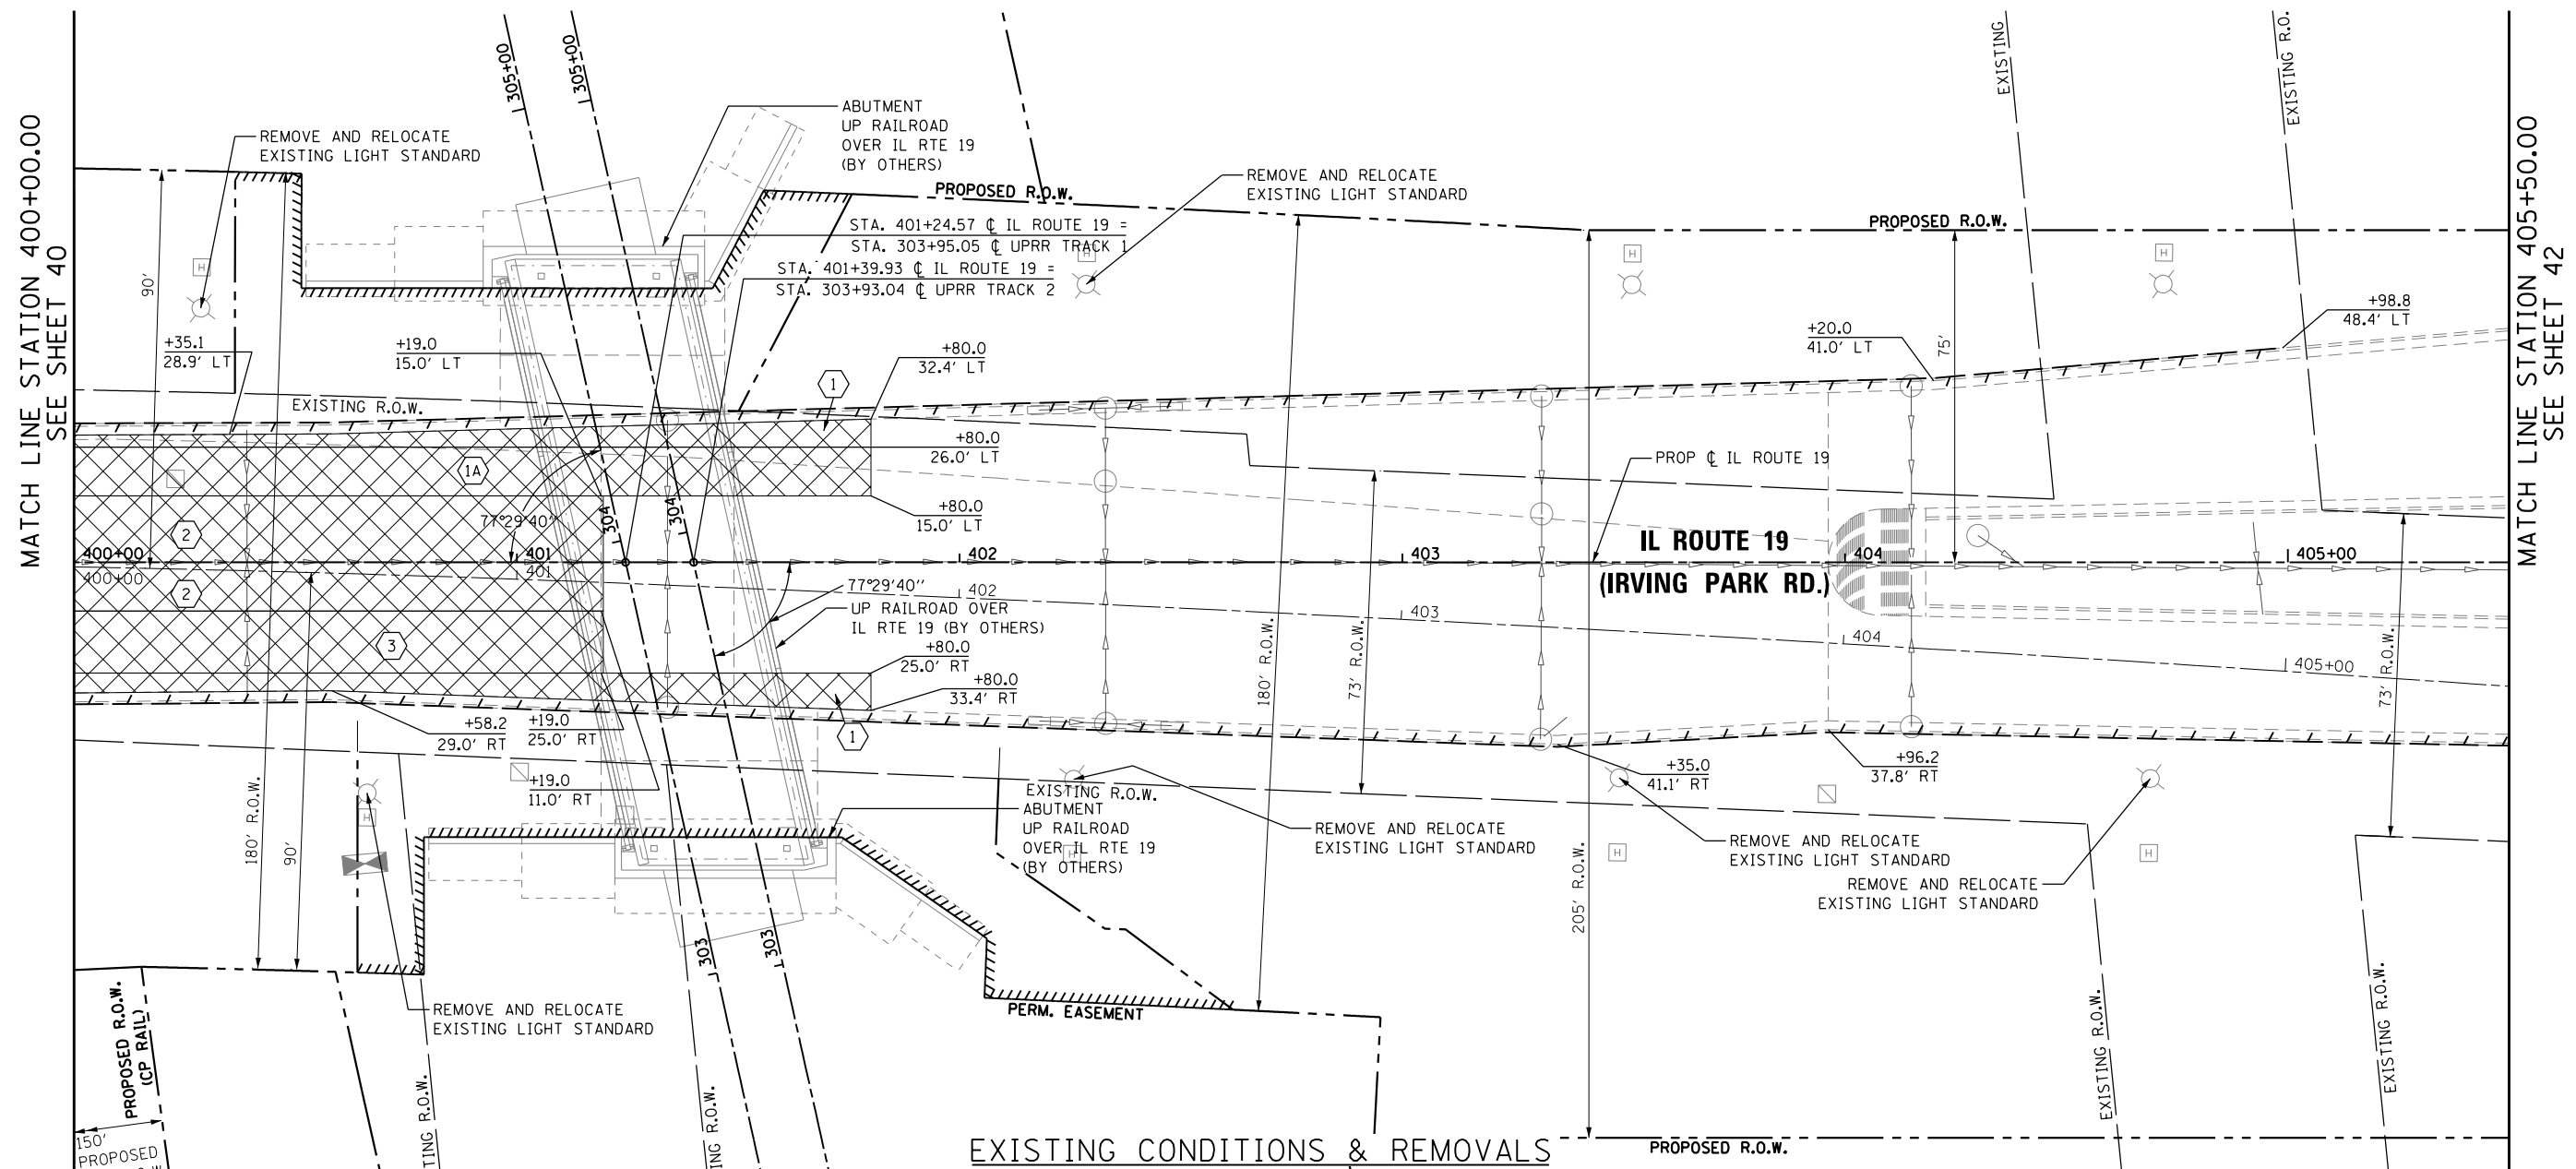 MATCH LINE STATION 400+00.00
SEE SHEET 40
MATCH LINE STATION 405+50.00
SEE SHEET 42
305+00
305+00
REMOVE AND RELOCATE
EXISTING LIGHT STANDARD
ABUTMENT
UP RAILROAD
OVER IL RTE 19
(BY OTHERS)
REMOVE AND RELOCATE
EXISTING LIGHT STANDARD
EXISTING
EXISTING R.O.
PROPOSED R.O.W.
PROPOSED R.O.W.
STA. 401+24.57 ℄ IL ROUTE 19 =
STA. 303+95.05 ℄ UPRR TRACK 1
STA. 401+39.93 ℄ IL ROUTE 19 =
STA. 303+93.04 ℄ UPRR TRACK 2
H
H
H
H
90'
75'
+35.1
28.9' LT
+19.0
15.0' LT
+80.0
32.4' LT
+20.0
41.0' LT
+98.8
48.4' LT
1
EXISTING R.O.W.
+80.0
26.0' LT
1A
PROP ℄ IL ROUTE 19
+80.0
15.0' LT
77°29'40"
304
304
2
400+00
401
402
403
404
405+00
IL ROUTE 19
(IRVING PARK RD.)
400+00
401
402
403
404
405+00
2
77°29'40''
UP RAILROAD OVER
IL RTE 19 (BY OTHERS)
3
+80.0
25.0' RT
+80.0
33.4' RT
180' R.O.W.
73' R.O.W.
73' R.O.W.
+58.2
29.0' RT
+19.0
25.0' RT
1
+19.0
11.0' RT
+35.0
41.1' RT
+96.2
37.8' RT
180' R.O.W.
90'
H
EXISTING R.O.W.
ABUTMENT
UP RAILROAD
OVER IL RTE 19
(BY OTHERS)
H
REMOVE AND RELOCATE
EXISTING LIGHT STANDARD
H
REMOVE AND RELOCATE
EXISTING LIGHT STANDARD
H
REMOVE AND RELOCATE
EXISTING LIGHT STANDARD
205' R.O.W.
303
303
REMOVE AND RELOCATE
EXISTING LIGHT STANDARD
PERM. EASEMENT
PROPOSED R.O.W.
(CP RAIL)
150'
PROPOSED
TING R.O.W.
ING R.O.W.
EXISTING R.O.W.
EXISTING R.O.W.
EXISTING CONDITIONS & REMOVALS
PROPOSED R.O.W.